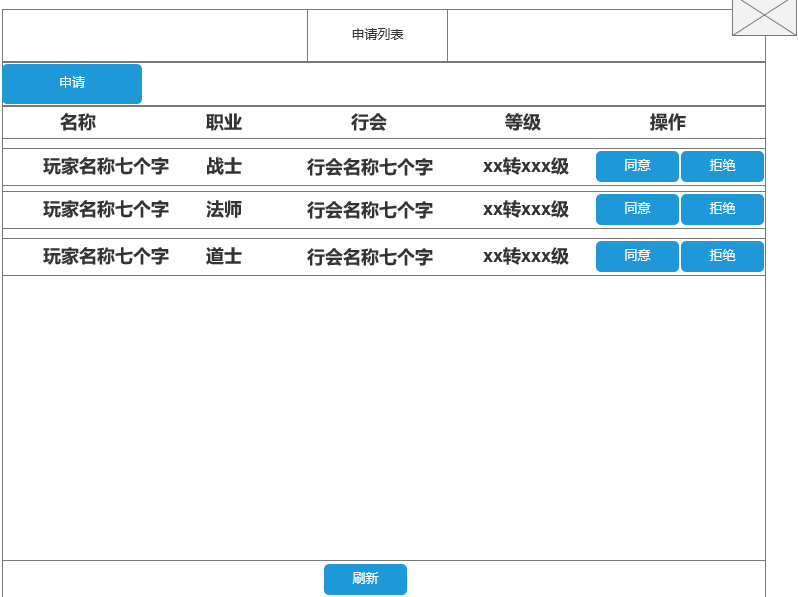 申请列表
申请
名称 职业 行会 等级 操作
玩家名称七个字 战士 行会名称七个字 xx转xxx级 同意 拒绝
玩家名称七个字 法师 行会名称七个字 xx转xxx级 同意 拒绝
玩家名称七个字 道士 行会名称七个字 xx转xxx级 同意 拒绝
刷新